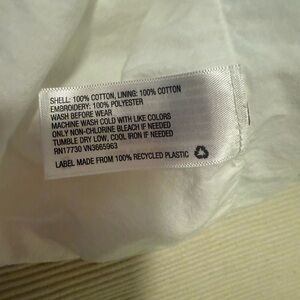 SHELL: 100% COTTON, LINING: 100% COTTON
EMBROIDERY: 100% POLYESTER
WASH BEFORE WEAR
MACHINE WASH COLD WITH LIKE COLORS
ONLY NON-CHLORINE BLEACH IF NEEDED
TUMBLE DRY LOW, COOL IRON IF NEEDED
RN17730 VN3665963
LABEL MADE FROM 100% RECYCLED PLASTIC